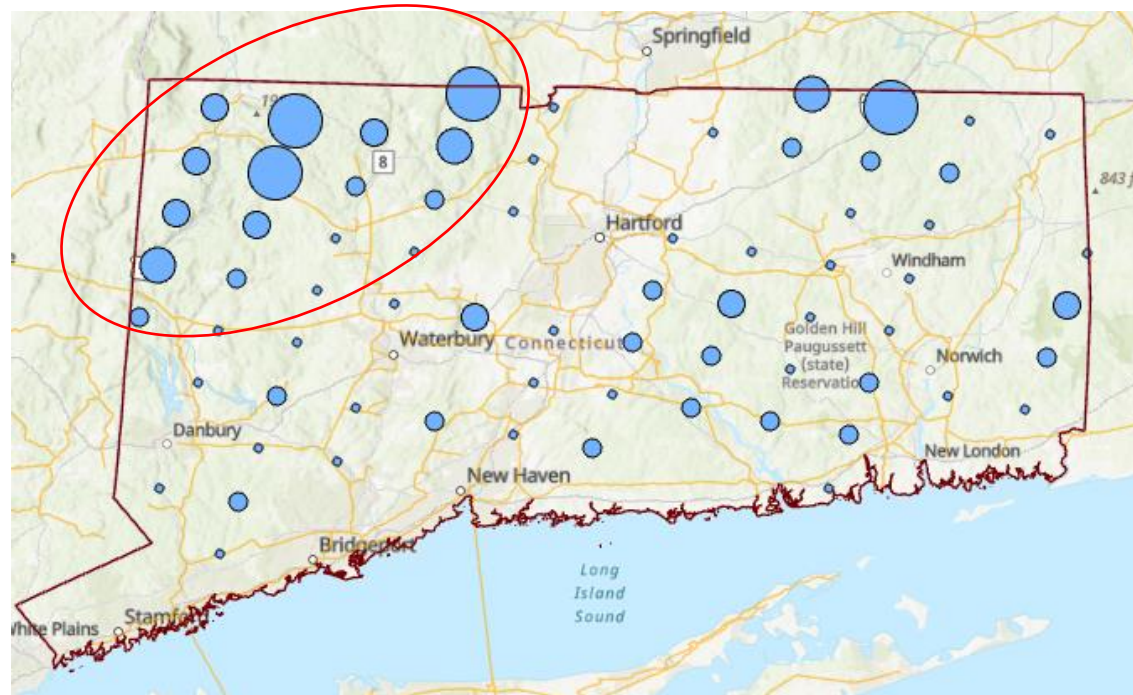 Springfield
8
843 f
Hartford
Windham
Waterbury
Connecticut
Golden Hill
Paugussett
(state)
Reservation
Norwich
Danbury
New London
New Haven
Bridgeport
Long
Island
Sound
Stamford
White Plains